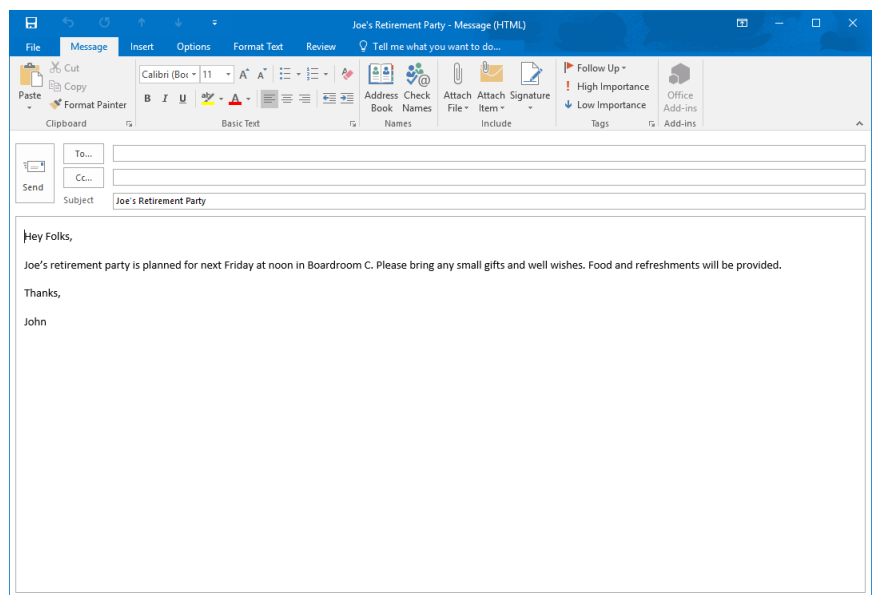 Joe's Retirement Party - Message (HTML)
File Message Insert Options Format Text Review Tell me what you want to do...
Paste
Cut
Copy
Format Painter
Clipboard
Calibri (Boc 11
B I U
Basic Text
Address Book
Check Names
Names
Attach File
Attach Item
Signature
Include
Follow Up
High Importance
Low Importance
Tags
Office Add-ins
Add-ins
Send
To...
Cc...
Subject Joe's Retirement Party
Hey Folks,
Joe's retirement party is planned for next Friday at noon in Boardroom C. Please bring any small gifts and well wishes. Food and refreshments will be provided.
Thanks,
John